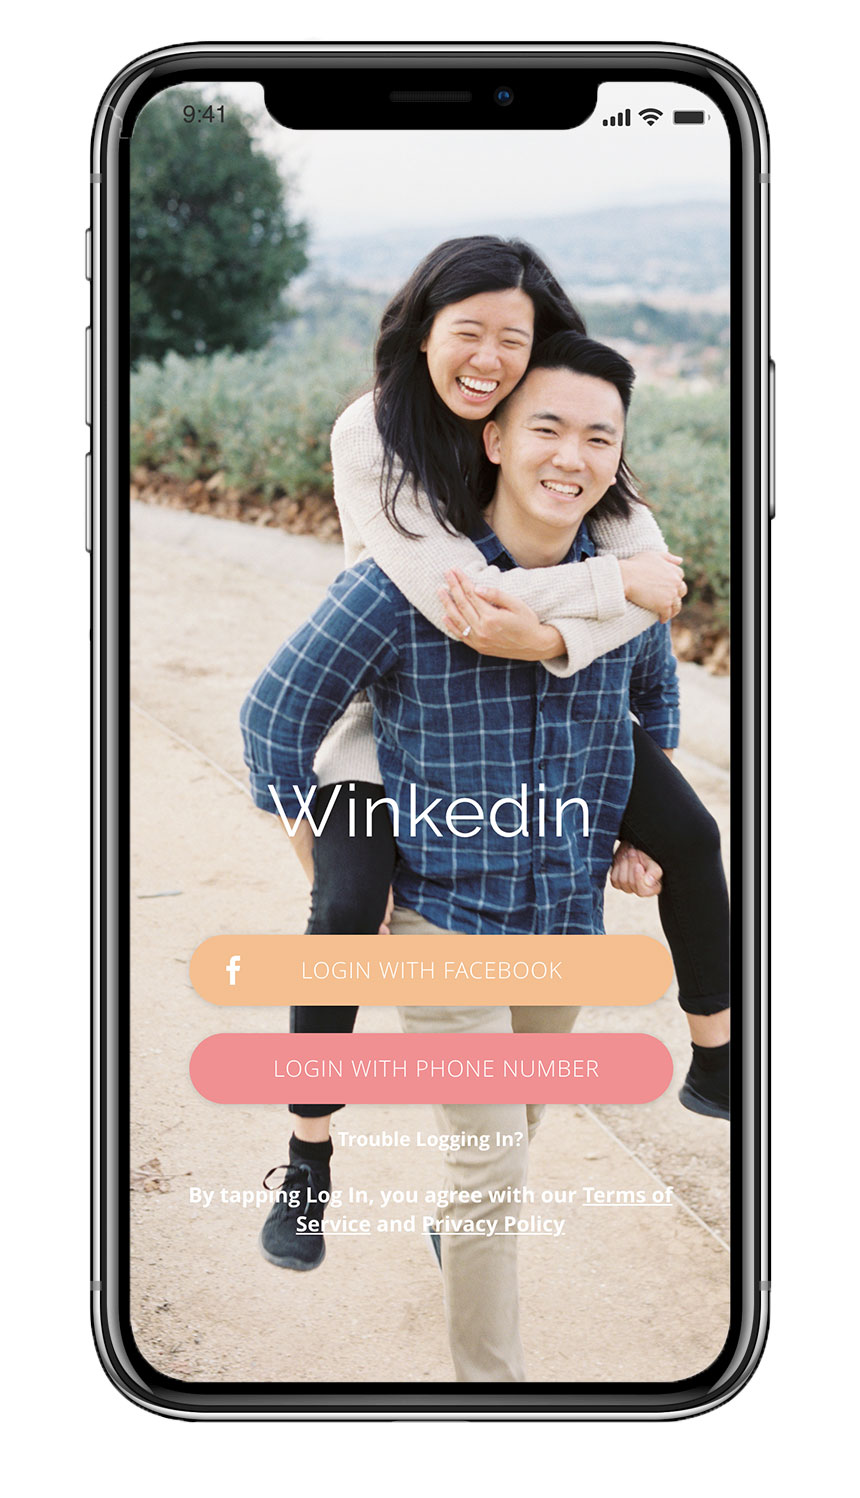 9:41
Winkedin
LOGIN WITH FACEBOOK
LOGIN WITH PHONE NUMBER
Trouble Logging In?
By tapping Log In, you agree with our Terms of
Service and Privacy Policy